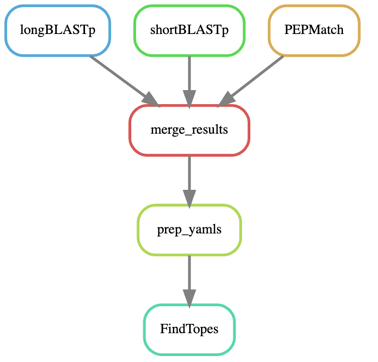 longBLASTp
shortBLASTp
PEPMatch
merge_results
prep_yamls
FindTopes